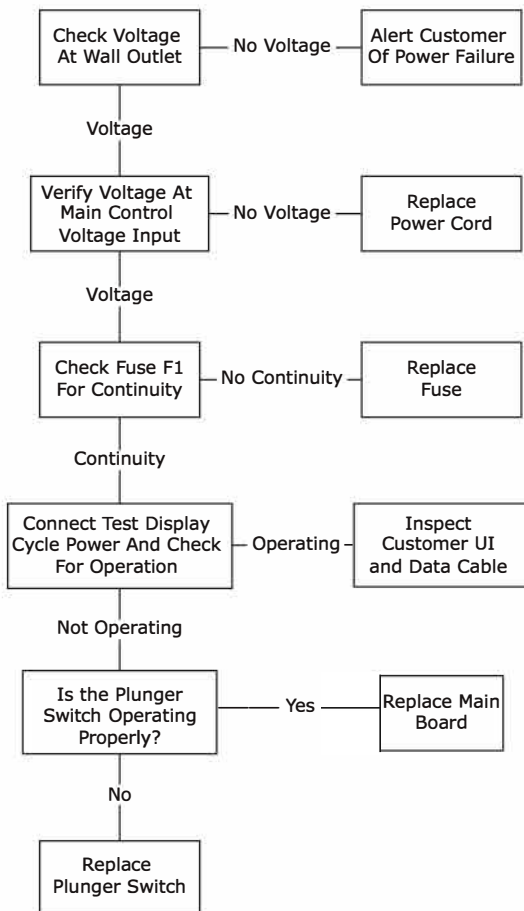 Check Voltage
At Wall Outlet
No Voltage
Alert Customer
Of Power Failure
Voltage
Verify Voltage At
Main Control
Voltage Input
No Voltage
Replace
Power Cord
Voltage
Check Fuse F1
For Continuity
No Continuity
Replace
Fuse
Continuity
Connect Test Display
Cycle Power And Check
For Operation
Operating
Inspect
Customer UI
and Data Cable
Not Operating
Is the Plunger
Switch Operating
Properly?
Yes
Replace Main
Board
No
Replace
Plunger Switch